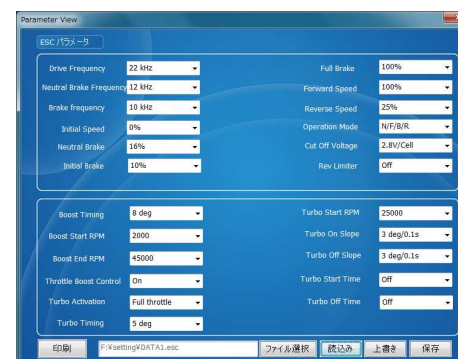 Parameter View
ESC パラメータ
Drive Frequency 22 kHz
Neutral Brake Frequency 12 kHz
Brake frequency 10 kHz
Initial Speed 0%
Neutral Brake 16%
Initial Brake 10%
Full Brake 100%
Forward Speed 100%
Reverse Speed 25%
Operation Mode N/F/B/R
Cut Off Voltage 2.8V/Cell
Rev Limiter Off
Boost Timing 8 deg
Boost Start RPM 2000
Boost End RPM 45000
Throttle Boost Control On
Turbo Activation Full throttle
Turbo Timing 5 deg
Turbo Start RPM 25000
Turbo On Slope 3 deg/0.1s
Turbo Off Slope 3 deg/0.1s
Turbo Start Time Off
Turbo Off Time Off
印刷 F:¥setting¥DATA1.esc ファイル選択 読込み 上書き 保存